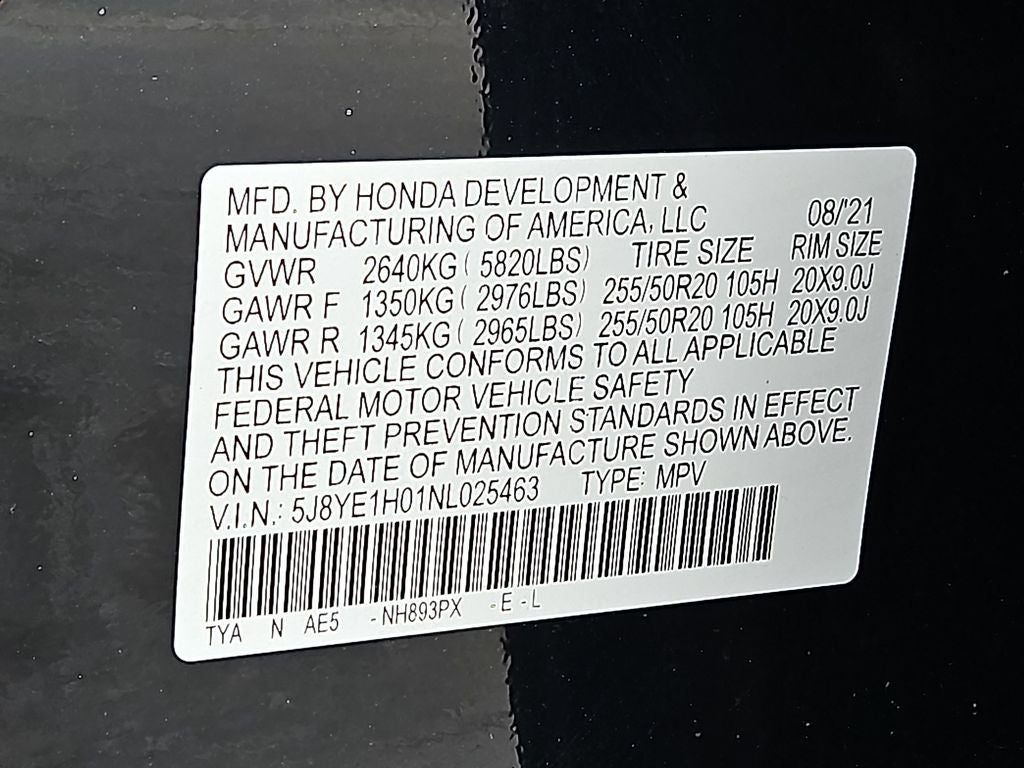 MFD. BY HONDA DEVELOPMENT &
MANUFACTURING OF AMERICA, LLC 08/'21
GVWR 2640KG ( 5820LBS) TIRE SIZE RIM SIZE
GAWR F 1350KG ( 2976LBS) 255/50R20 105H 20X9.0J
GAWR R 1345KG ( 2965LBS) 255/50R20 105H 20X9.0J
THIS VEHICLE CONFORMS TO ALL APPLICABLE
FEDERAL MOTOR VEHICLE SAFETY
AND THEFT PREVENTION STANDARDS IN EFFECT
ON THE DATE OF MANUFACTURE SHOWN ABOVE.
V.I.N.: 5J8YE1H01NL025463 TYPE: MPV
TYA N AE5 -NH893PX -E-L